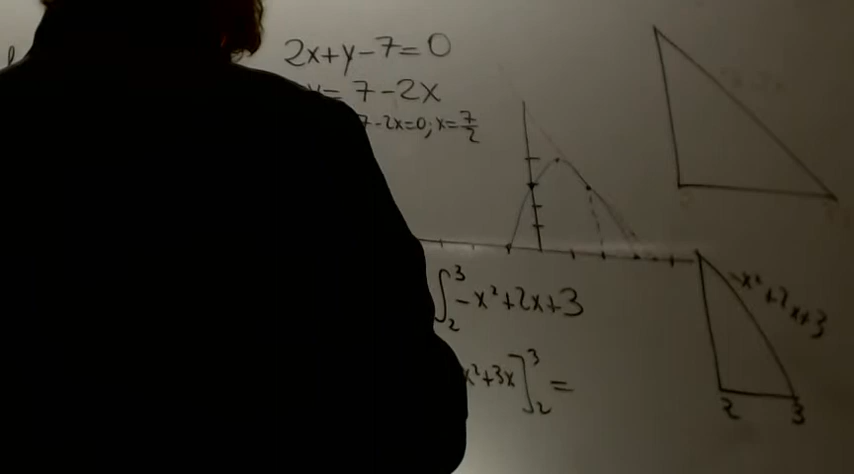 2x+y-7=0
y= 7-2x
7-2x=0; x=7/2
∫₂³ -x²+2x+3
-x²+2x+3
x²+3x]₂³ =
2 3